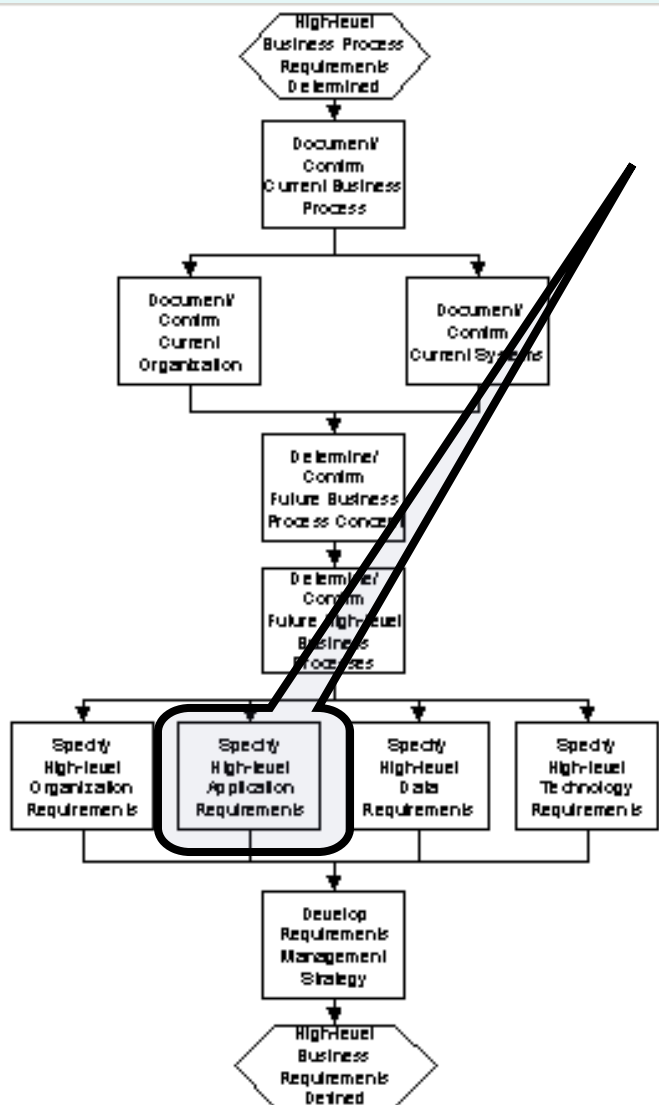 High-level
Business Process
Requirements
Determined
Document/
Confirm
Current Business
Process
Document/
Confirm
Current
Organization
Document/
Confirm
Current Systems
Determine/
Confirm
Future Business
Process Concept
Determine/
Confirm
Future High-level
Business
Processes
Specify
High-level
Organization
Requirements
Specify
High-level
Application
Requirements
Specify
High-level
Data
Requirements
Specify
High-level
Technology
Requirements
Develop
Requirements
Management
Strategy
High-level
Business
Requirements
Defined